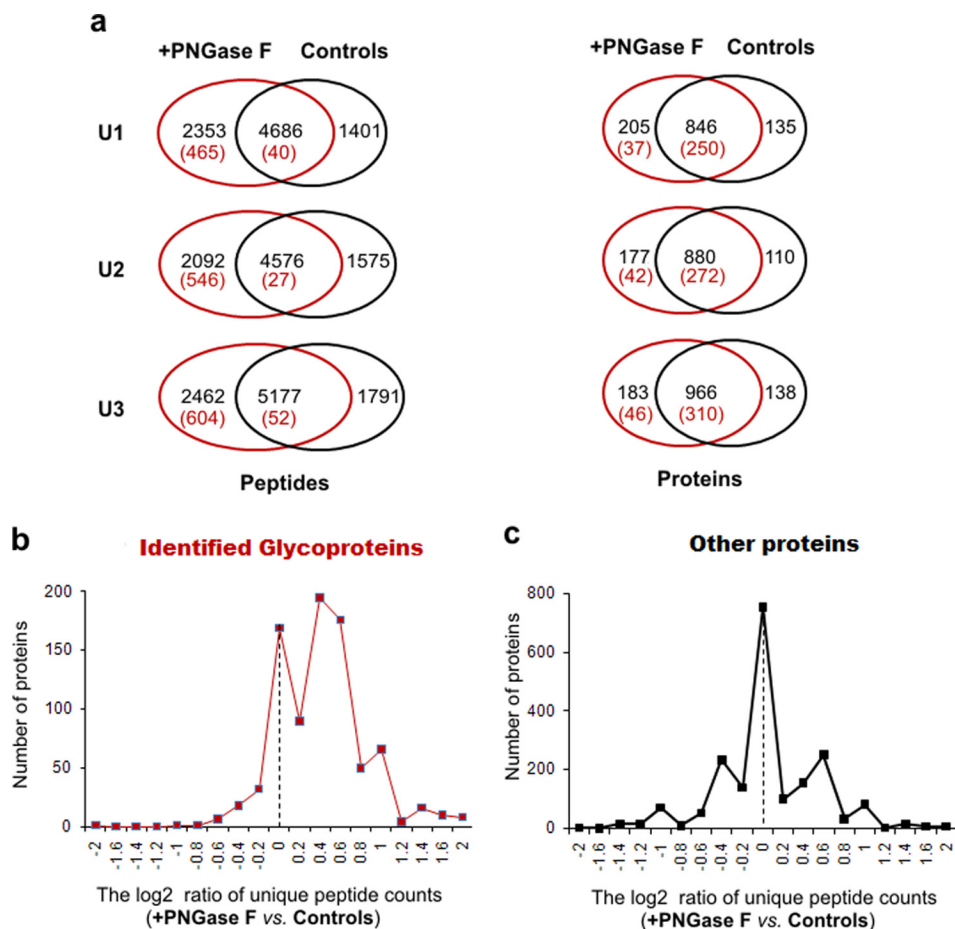 a
+PNGase F Controls
+PNGase F Controls
U1
2353 4686 1401
(465) (40)
205 846 135
(37) (250)
U2
2092 4576 1575
(546) (27)
177 880 110
(42) (272)
U3
2462 5177 1791
(604) (52)
183 966 138
(46) (310)
Peptides
Proteins
b
Identified Glycoproteins
Number of proteins
200
150
100
50
0
-2 -1.6 -1.4 -1.2 -1 -0.8 -0.6 -0.4 -0.2 0 0.2 0.4 0.6 0.8 1 1.2 1.4 1.6 2
The log2 ratio of unique peptide counts
(+PNGase F vs. Controls)
c
Other proteins
Number of proteins
800
600
400
200
0
-2 -1.6 -1.4 -1.2 -1 -0.8 -0.6 -0.4 -0.2 0 0.2 0.4 0.6 0.8 1 1.2 1.4 1.6 2
The log2 ratio of unique peptide counts
(+PNGase F vs. Controls)